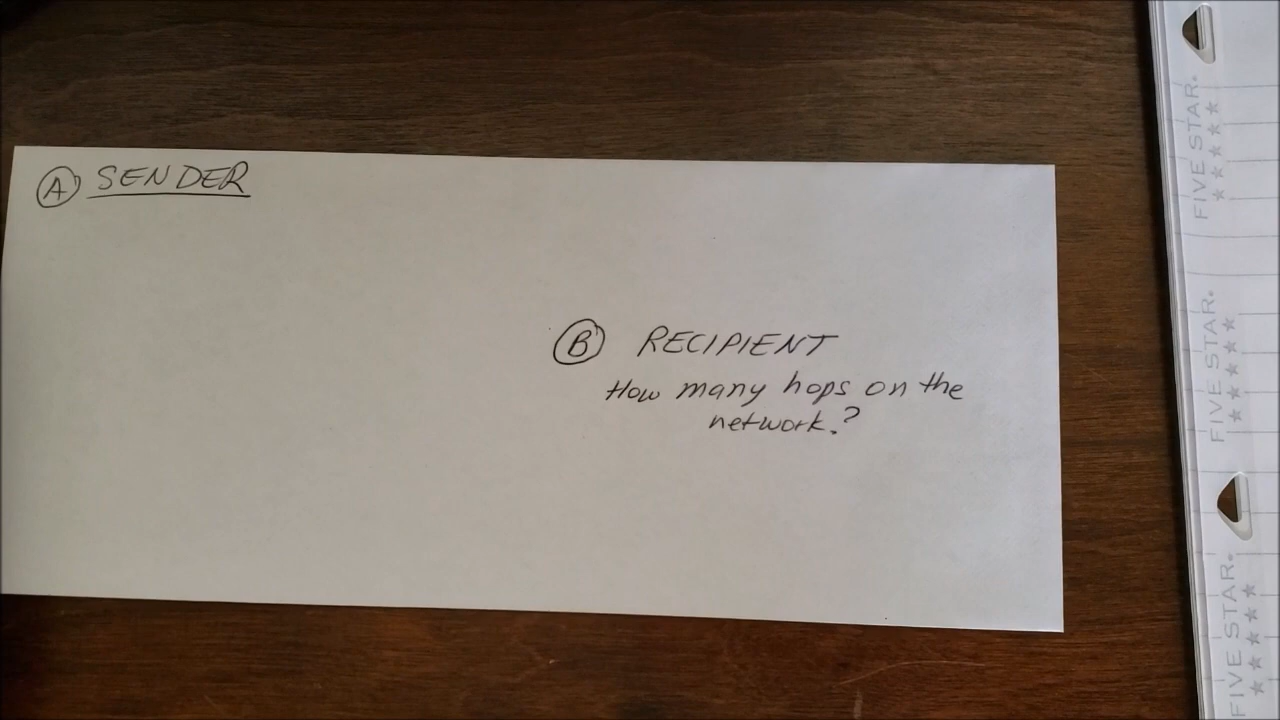 Ⓐ SENDER
Ⓑ RECIPIENT
How many hops on the
network.?
FIVE STAR.
★★★★★
FIVE STAR.
★★★★★
FIVE STAR.
★★★★★